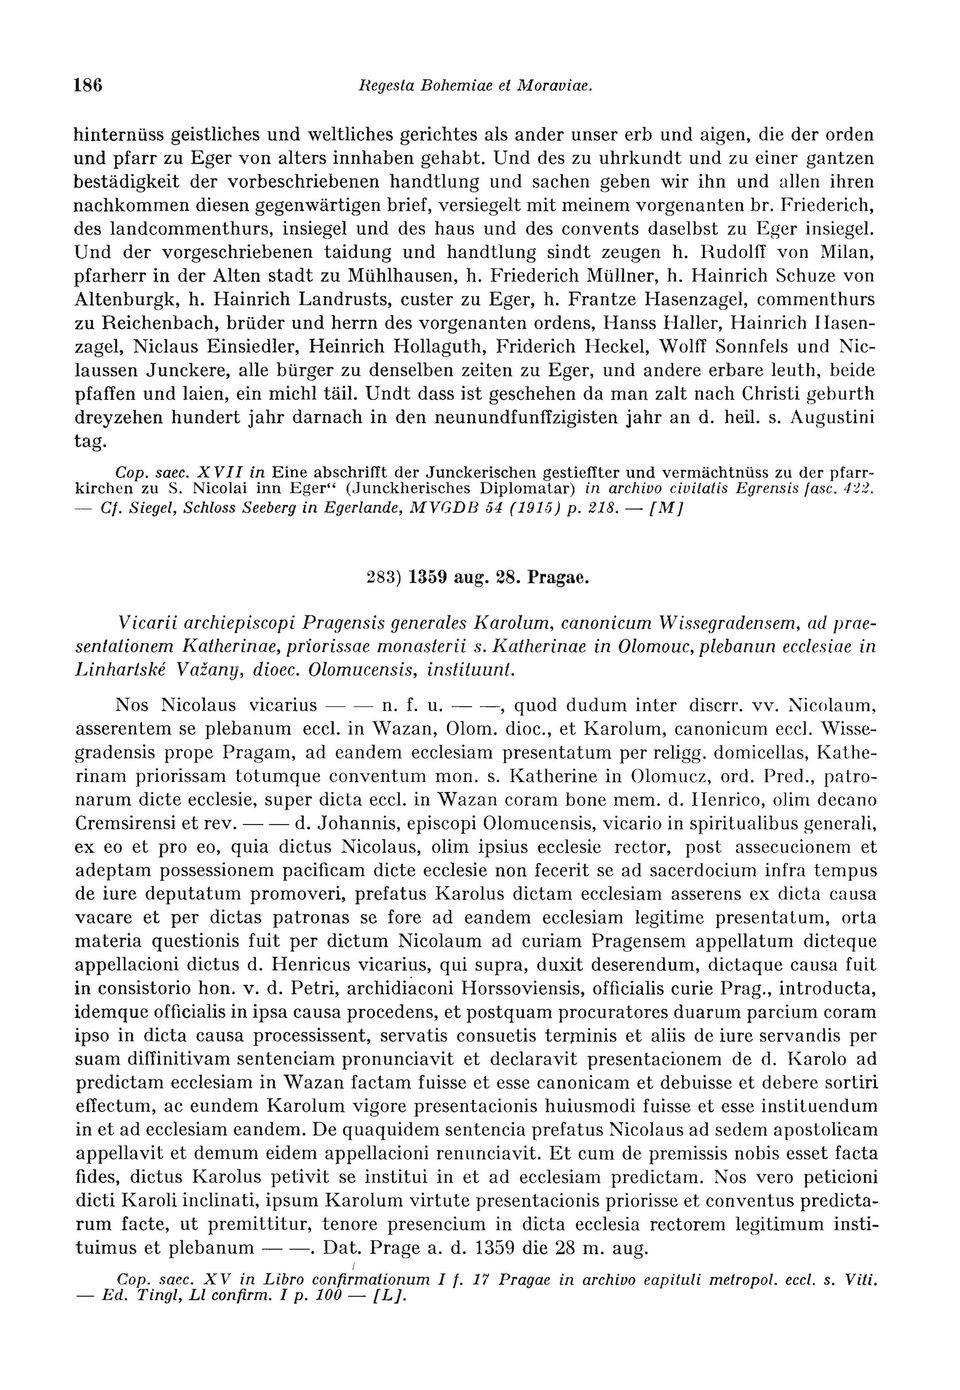 186 Regesta Bohemiae et Moraviae.
hinternüss geistliches und weltliches gerichtes als ander unser erb und aigen, die der orden
und pfarr zu Eger von alters innhaben gehabt. Und des zu uhrkundt und zu einer gantzen
bestädigkeit der vorbeschriebenen handtlung und sachen geben wir ihn und allen ihren
nachkommen diesen gegenwärtigen brief, versiegelt mit meinem vorgenanten br. Friederich,
des landcommenthurs, insiegel und des haus und des convents daselbst zu Eger insiegel.
Und der vorgeschriebenen taidung und handtlung sindt zeugen h. Rudolff von Milan,
pfarherr in der Alten stadt zu Mühlhausen, h. Friederich Müllner, h. Hainrich Schuze von
Altenburgk, h. Hainrich Landrusts, custer zu Eger, h. Frantze Hasenzagel, commenthurs
zu Reichenbach, brüder und herrn des vorgenanten ordens, Hanss Haller, Hainrich Hasen-
zagel, Niclaus Einsiedler, Heinrich Hollaguth, Friderich Heckel, Wolff Sonnfels und Nic-
laussen Junckere, alle bürger zu denselben zeiten zu Eger, und andere erbare leuth, beide
pfaffen und laien, ein michl täil. Undt dass ist geschehen da man zalt nach Christi geburth
dreyzehen hundert jahr darnach in den neunundfunffzigisten jahr an d. heil. s. Augustini
tag.
Cop. saec. XVII in Eine abschrifft der Junckerischen gestieffter und vermächtnüss zu der pfarr-
kirchen zu S. Nicolai inn Eger“ (Junckherisches Diplomatar) in archivo civitatis Egrensis fasc. 422.
— Cf. Siegel, Schloss Seeberg in Egerlande, MVGDB 54 (1915) p. 218. — [M]
283) 1359 aug. 28. Pragae.
Vicarii archiepiscopi Pragensis generales Karolum, canonicum Wissegradensem, ad prae-
sentationem Katherinae, priorissae monasterii s. Katherinae in Olomouc, plebanun ecclesiae in
Linhartské Važany, dioec. Olomucensis, instituunt.
Nos Nicolaus vicarius — — n. f. u. — —, quod dudum inter discrr. vv. Nicolaum,
asserentem se plebanum eccl. in Wazan, Olom. dioc., et Karolum, canonicum eccl. Wisse-
gradensis prope Pragam, ad eandem ecclesiam presentatum per religg. domicellas, Kathe-
rinam priorissam totumque conventum mon. s. Katherine in Olomucz, ord. Pred., patro-
narum dicte ecclesie, super dicta eccl. in Wazan coram bone mem. d. Henrico, olim decano
Cremsirensi et rev. — — d. Johannis, episcopi Olomucensis, vicario in spiritualibus generali,
ex eo et pro eo, quia dictus Nicolaus, olim ipsius ecclesie rector, post assecucionem et
adeptam possessionem pacificam dicte ecclesie non fecerit se ad sacerdocium infra tempus
de iure deputatum promoveri, prefatus Karolus dictam ecclesiam asserens ex dicta causa
vacare et per dictas patronas se fore ad eandem ecclesiam legitime presentatum, orta
materia questionis fuit per dictum Nicolaum ad curiam Pragensem appellatum dicteque
appellacioni dictus d. Henricus vicarius, qui supra, duxit deserendum, dictaque causa fuit
in consistorio hon. v. d. Petri, archidiaconi Horssoviensis, officialis curie Prag., introducta,
idemque officialis in ipsa causa procedens, et postquam procuratores duarum parcium coram
ipso in dicta causa processissent, servatis consuetis terminis et aliis de iure servandis per
suam diffinitivam sentenciam pronunciavit et declaravit presentacionem de d. Karolo ad
predictam ecclesiam in Wazan factam fuisse et esse canonicam et debuisse et debere sortiri
effectum, ac eundem Karolum vigore presentacionis huiusmodi fuisse et esse instituendum
in et ad ecclesiam eandem. De quaquidem sentencia prefatus Nicolaus ad sedem apostolicam
appellavit et demum eidem appellacioni renunciavit. Et cum de premissis nobis esset facta
fides, dictus Karolus petivit se institui in et ad ecclesiam predictam. Nos vero peticioni
dicti Karoli inclinati, ipsum Karolum virtute presentacionis priorisse et conventus predicta-
rum facte, ut premittitur, tenore presencium in dicta ecclesia rectorem legitimum insti-
tuimus et plebanum — —. Dat. Prage a. d. 1359 die 28 m. aug.
Cop. saec. XV in Libro confirmationum I f. 17 Pragae in archivo eapituli metropol. eccl. s. Viti.
— Ed. Tingl, Ll confirm. I p. 100 — [L].